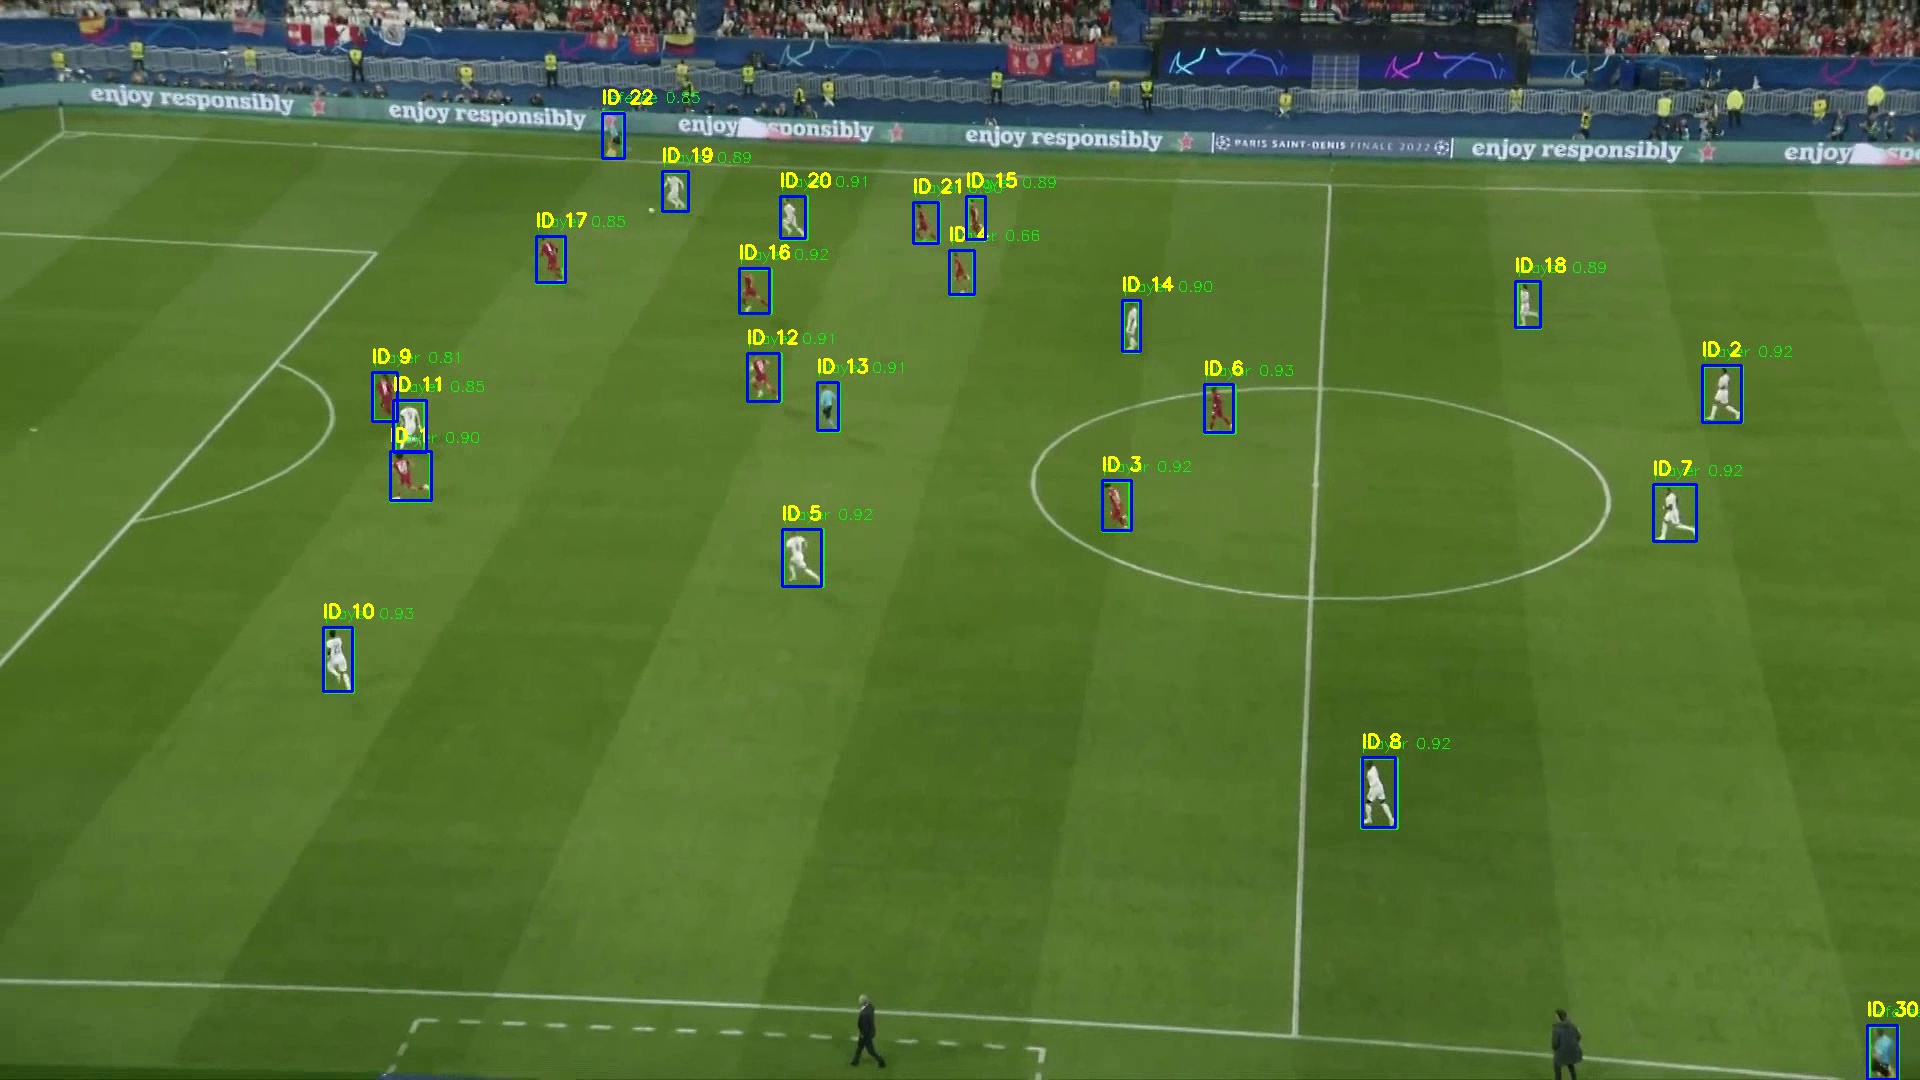 enjoy responsibly
enjoy responsibly
enjoy
sponsibly
enjoy responsibly
PARIS SAINT-DENIS FINALE 2022
enjoy responsibly
enjoy
ID 22
0.85
ID 19
0.89
ID 20
0.91
ID 21
ID 15
0.89
ID 17
0.85
ID 4
0.66
ID 16
0.92
ID 14
0.90
ID 18
0.89
ID 12
0.91
ID 13
0.91
ID 9
0.81
ID 11
0.85
ID 6
0.93
ID 2
0.92
ID 1
0.90
ID 3
0.92
ID 7
0.92
ID 5
0.92
ID 10
0.93
ID 8
0.92
ID 30